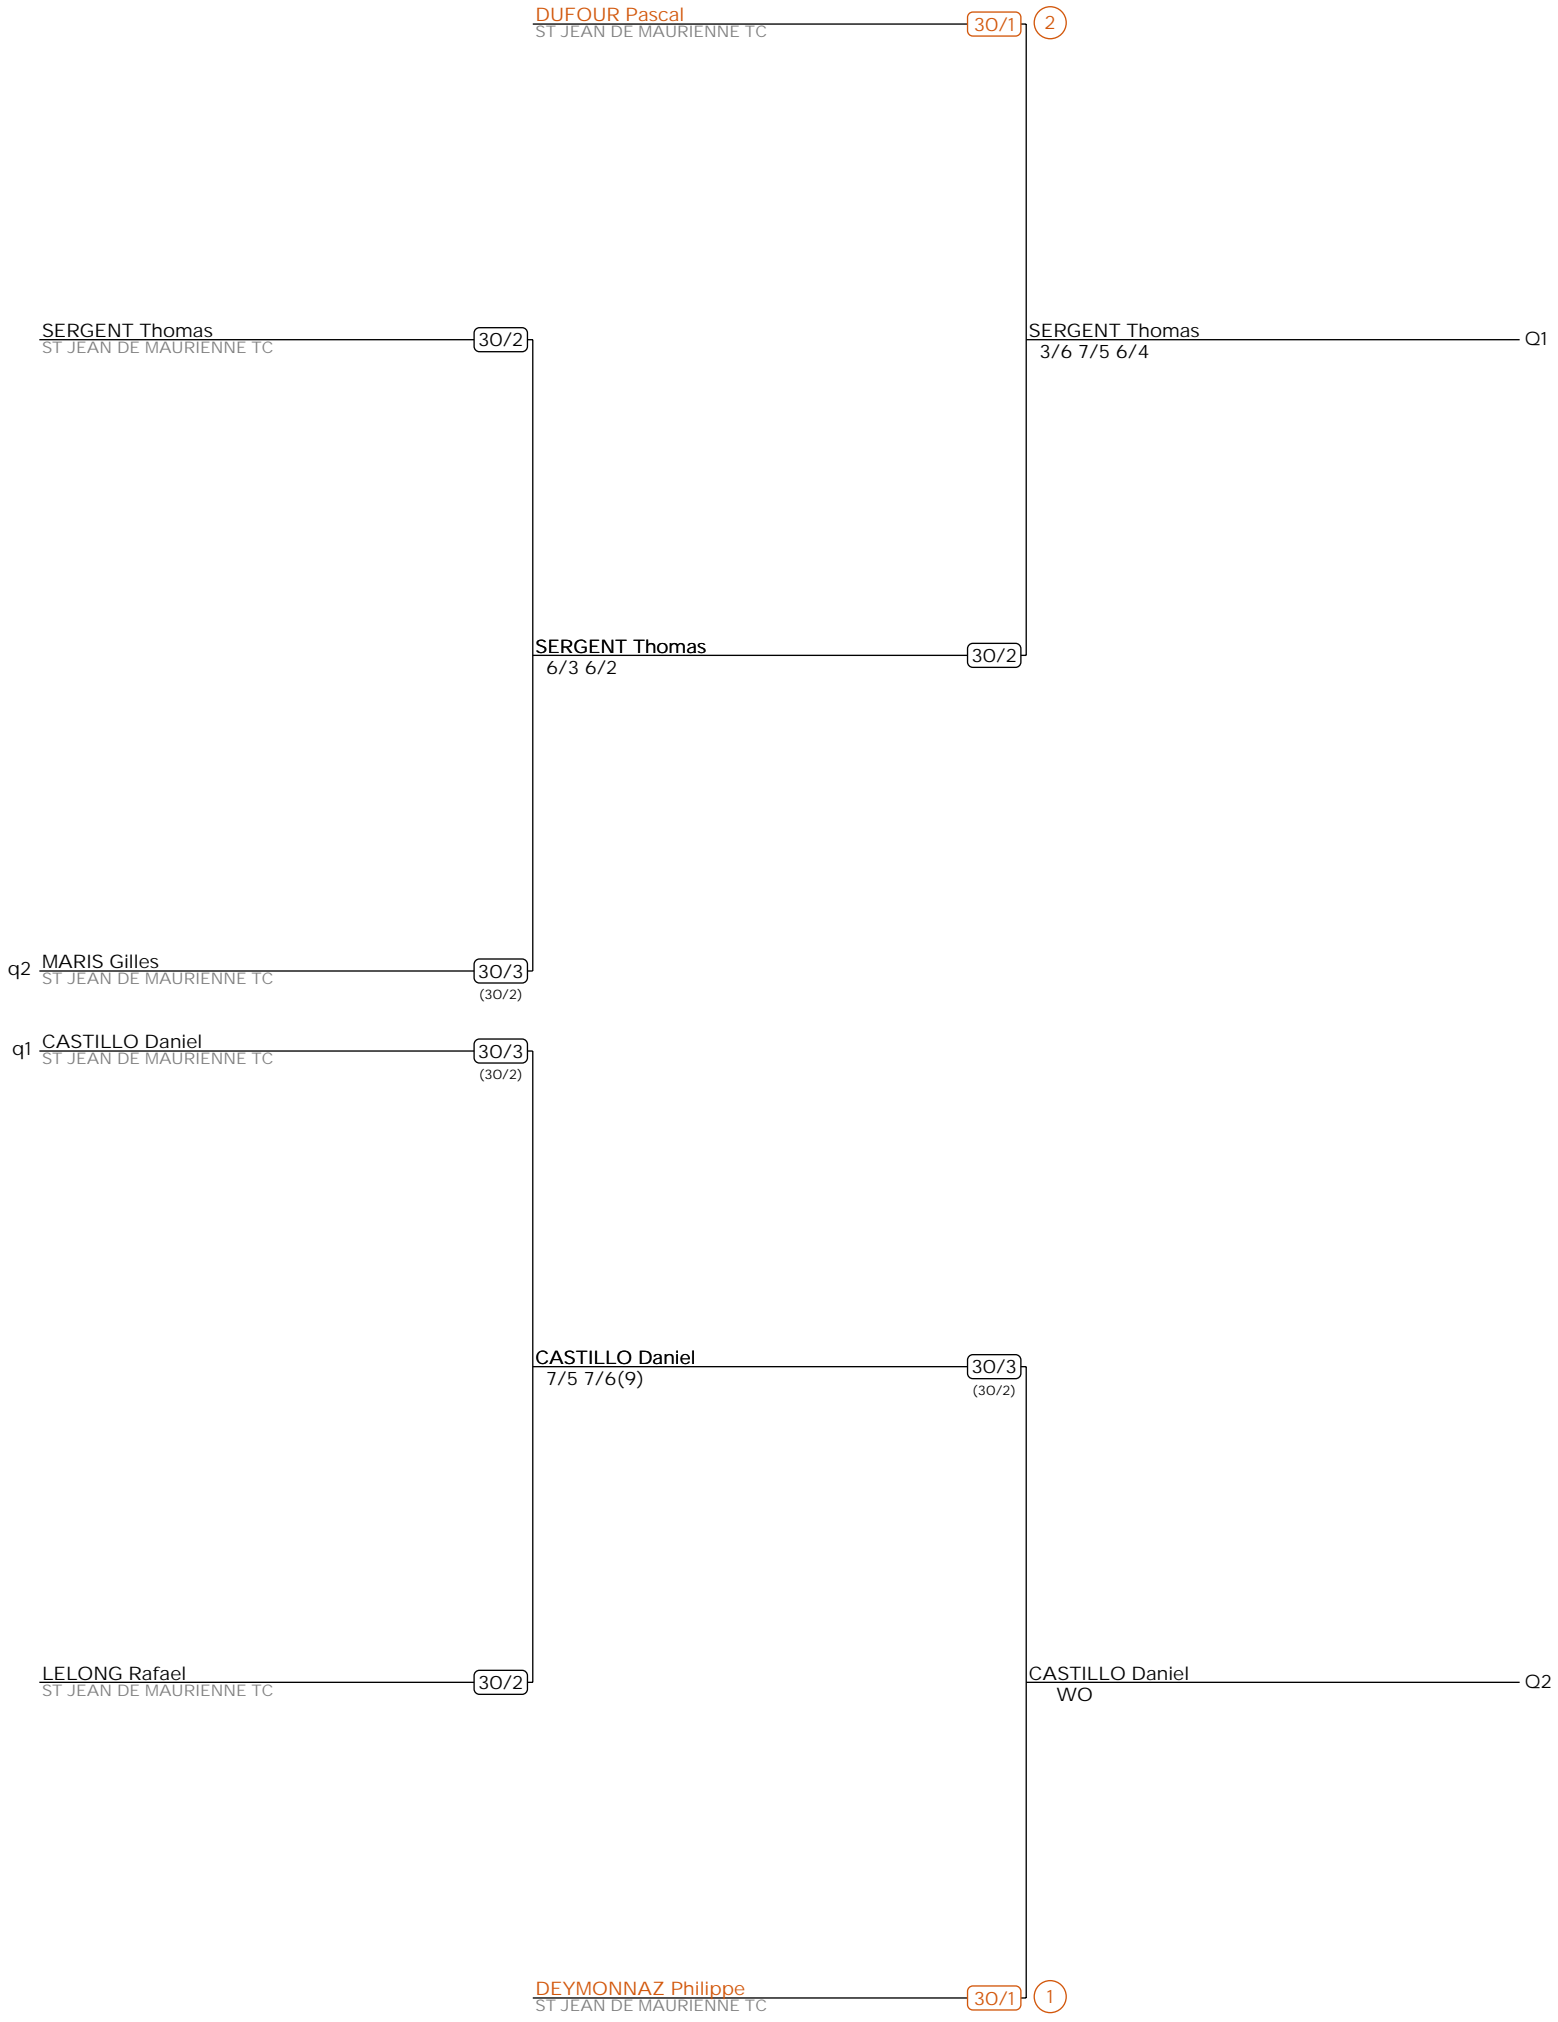 DUFOUR Pascal
ST JEAN DE MAURIENNE TC
30/1
2
SERGENT Thomas
ST JEAN DE MAURIENNE TC
30/2
SERGENT Thomas
3/6 7/5 6/4
Q1
SERGENT Thomas
6/3 6/2
30/2
q2
MARIS Gilles
ST JEAN DE MAURIENNE TC
30/3
(30/2)
q1
CASTILLO Daniel
ST JEAN DE MAURIENNE TC
30/3
(30/2)
CASTILLO Daniel
7/5 7/6(9)
30/3
(30/2)
LELONG Rafael
ST JEAN DE MAURIENNE TC
30/2
CASTILLO Daniel
WO
Q2
DEYMONNAZ Philippe
ST JEAN DE MAURIENNE TC
30/1
1